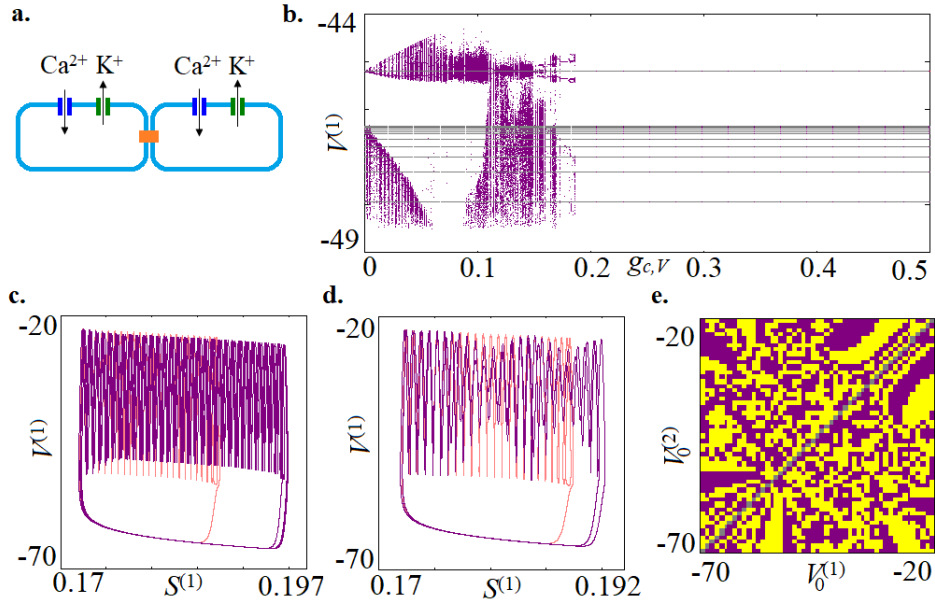 a.
Ca²⁺ K⁺ Ca²⁺ K⁺
b.
-44
V⁽¹⁾
-49
0 0.1 0.2 0.3 0.4 0.5
g_c,V
c.
-20
V⁽¹⁾
-70
0.17 S⁽¹⁾ 0.197
d.
-20
V⁽¹⁾
-70
0.17 S⁽¹⁾ 0.192
e.
-20
V₀⁽²⁾
-70
-70 V₀⁽¹⁾ -20